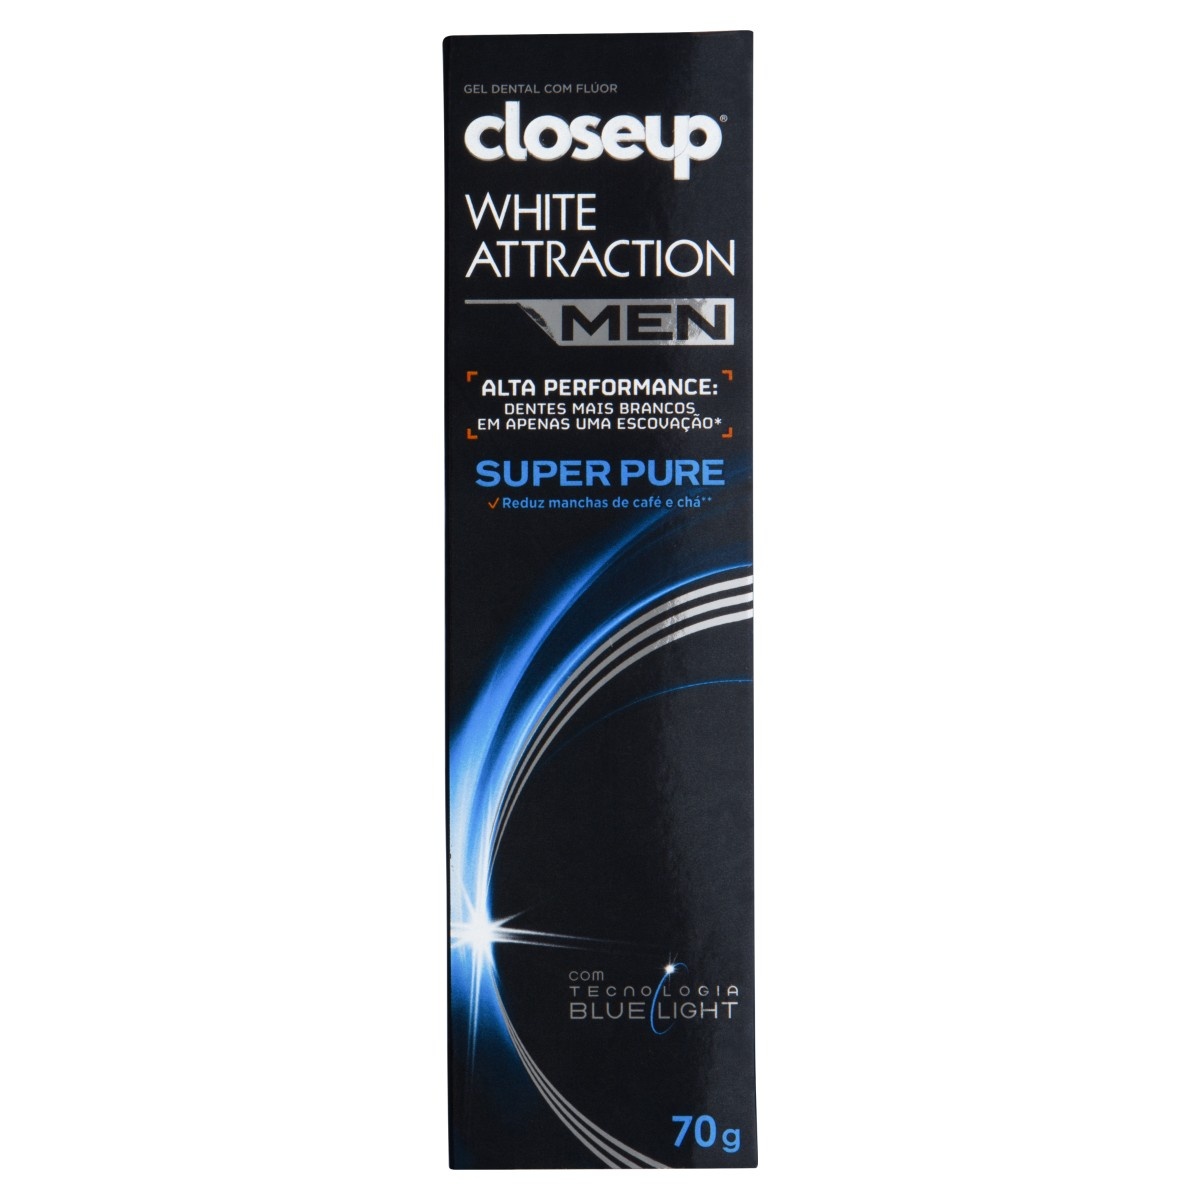 GEL DENTAL COM FLÚOR
closeup®
WHITE
ATTRACTION
MEN
ALTA PERFORMANCE:
DENTES MAIS BRANCOS
EM APENAS UMA ESCOVAÇÃO*
SUPER PURE
✓ Reduz manchas de café e chá**
COM
TECNOLOGIA
BLUE LIGHT
70g